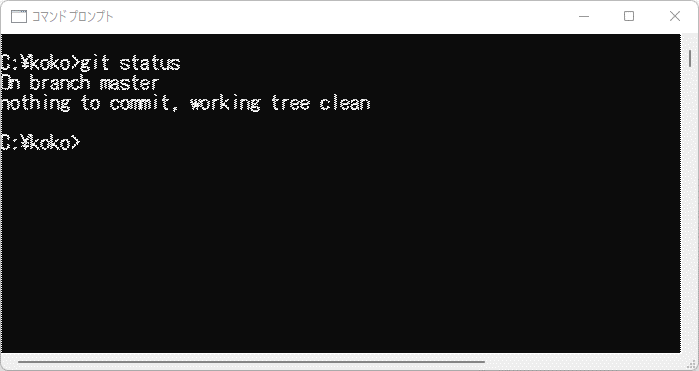 コマンド プロンプト
C:¥koko>git status
On branch master
nothing to commit, working tree clean
C:¥koko>